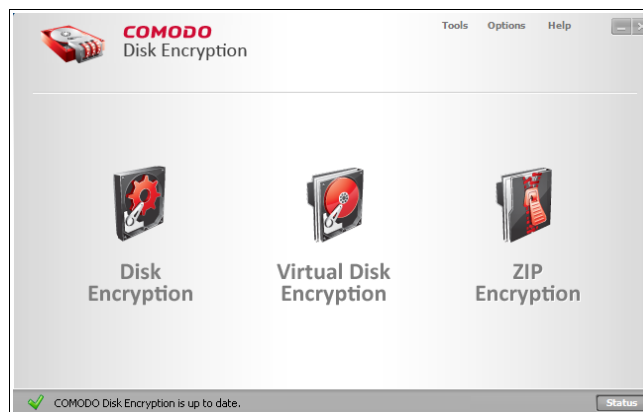 COMODO
Disk Encryption
Tools Options Help
Disk
Encryption
Virtual Disk
Encryption
ZIP
Encryption
COMODO Disk Encryption is up to date.
Status